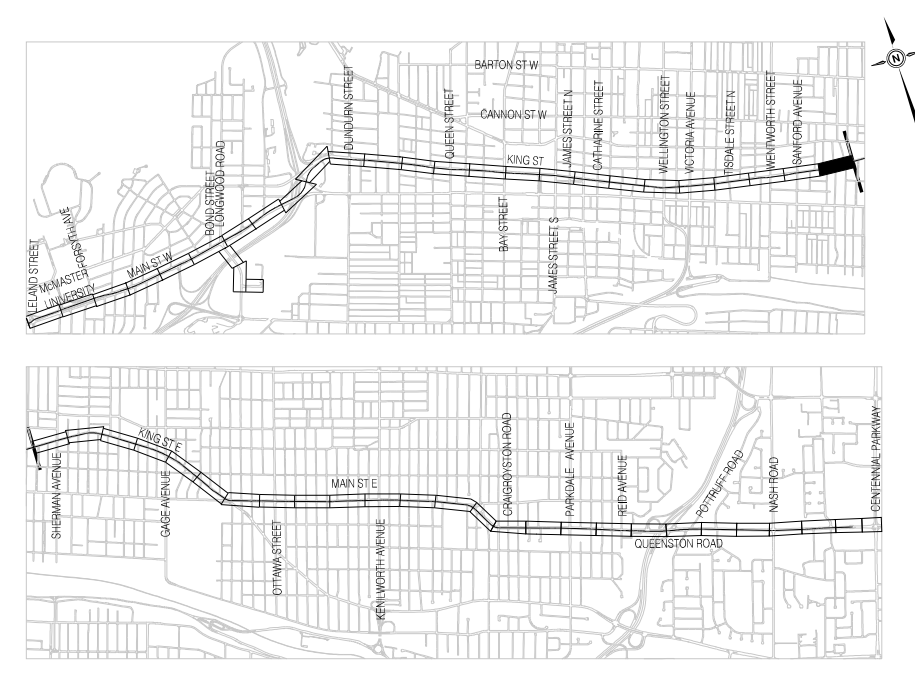 BARTON ST W
CANNON ST W
DUNDURN STREET
QUEEN STREET
JAMES STREET N
CATHARINE STREET
WELLINGTON STREET
VICTORIA AVENUE
TISDALE STREET N
WENTWORTH STREET
SANFORD AVENUE
N
KING ST
BOND STREET
LONGWOOD ROAD
BAY STREET
JAMES STREET S
LELAND STREET
FORSYTH AVE
McMASTER
UNIVERSITY
MAIN ST W
KING ST E
SHERMAN AVENUE
GAGE AVENUE
MAIN ST E
OTTAWA STREET
KENILWORTH AVENUE
CRAIGROYSTON ROAD
PARKDALE AVENUE
REID AVENUE
POTTRUFF ROAD
NASH ROAD
CENTENNIAL PARKWAY
QUEENSTON ROAD